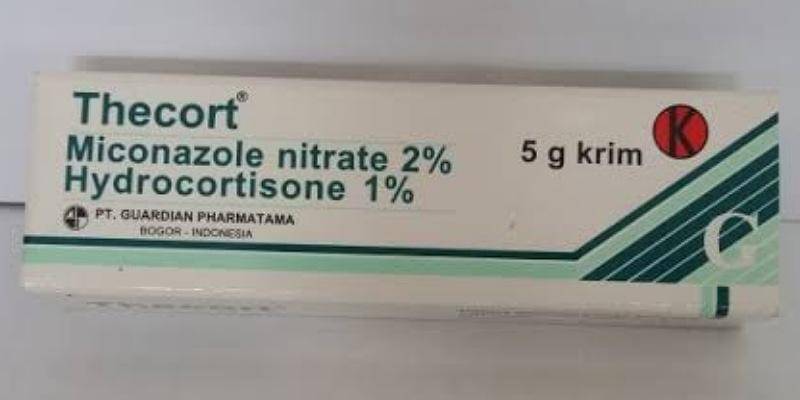 Thecort®
Miconazole nitrate 2%
Hydrocortisone 1%
5 g krim
K
PT. GUARDIAN PHARMATAMA
BOGOR - INDONESIA
G